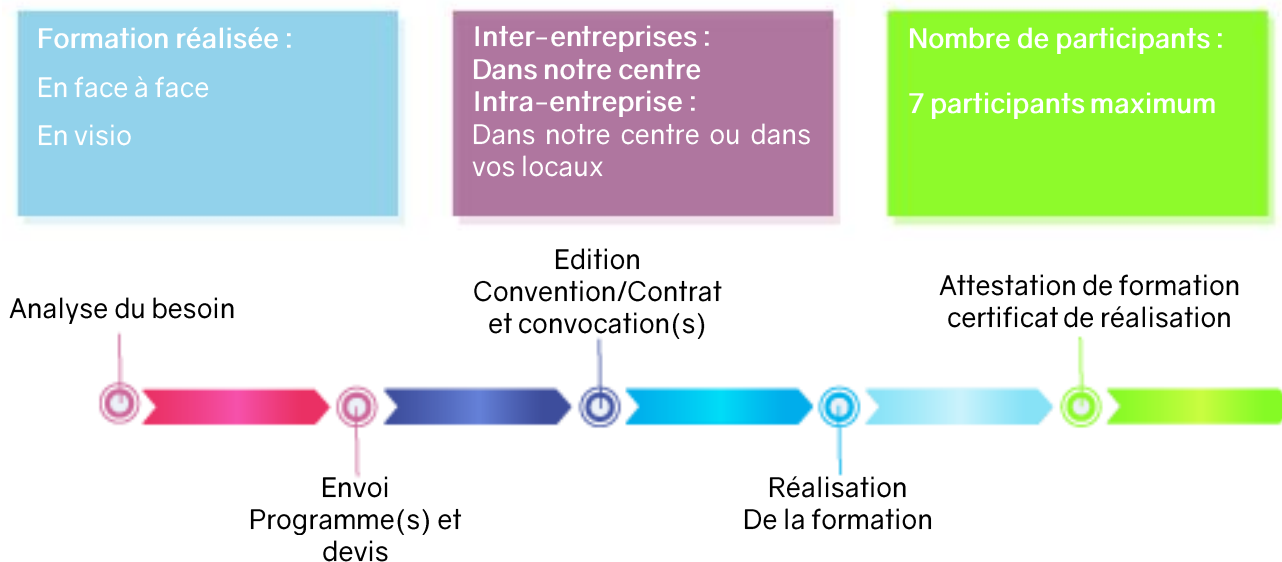 Formation réalisée :
En face à face
En visio
Inter-entreprises :
Dans notre centre
Intra-entreprise :
Dans notre centre ou dans
vos locaux
Nombre de participants :
7 participants maximum
Analyse du besoin
Envoi
Programme(s) et
devis
Edition
Convention/Contrat
et convocation(s)
Réalisation
De la formation
Attestation de formation
certificat de réalisation